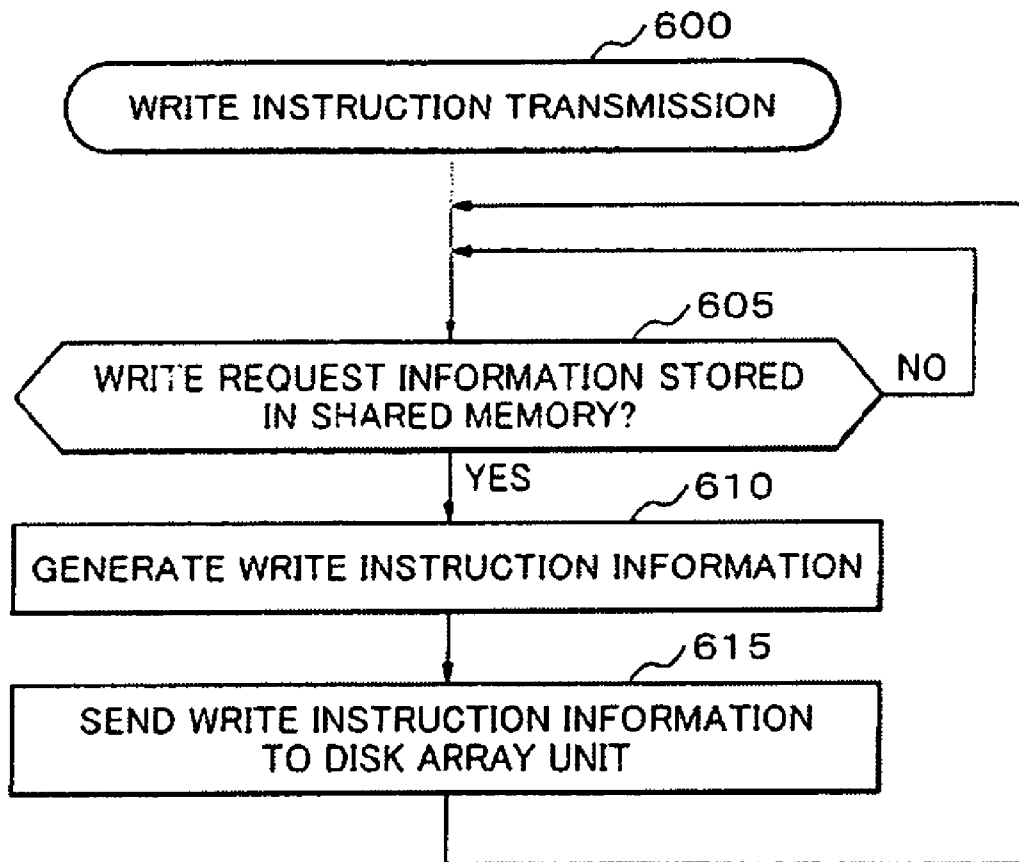 600
WRITE INSTRUCTION TRANSMISSION
605
WRITE REQUEST INFORMATION STORED
IN SHARED MEMORY?
NO
YES
610
GENERATE WRITE INSTRUCTION INFORMATION
615
SEND WRITE INSTRUCTION INFORMATION
TO DISK ARRAY UNIT